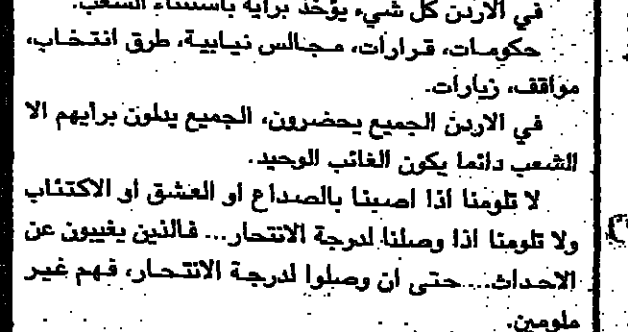 في الاردن كل شيء يؤخذ برأيه باستثناء الشعب.
حكومات، قرارات، مجالس نيابية، طرق انتخاب،
مواقف، زيارات.
في الاردن الجميع يحضرون، الجميع يدلون برأيهم الا
الشعب دائما يكون الغائب الوحيد.
لا تلومنا اذا اصبنا بالصداع او العشق او الاكتئاب
ولا تلومنا اذا وصلنا لدرجة الانتحار... فالذين يغيبون عن
الاحداث... حتى ان وصلوا لدرجة الانتحار، فهم غير
ملومين.